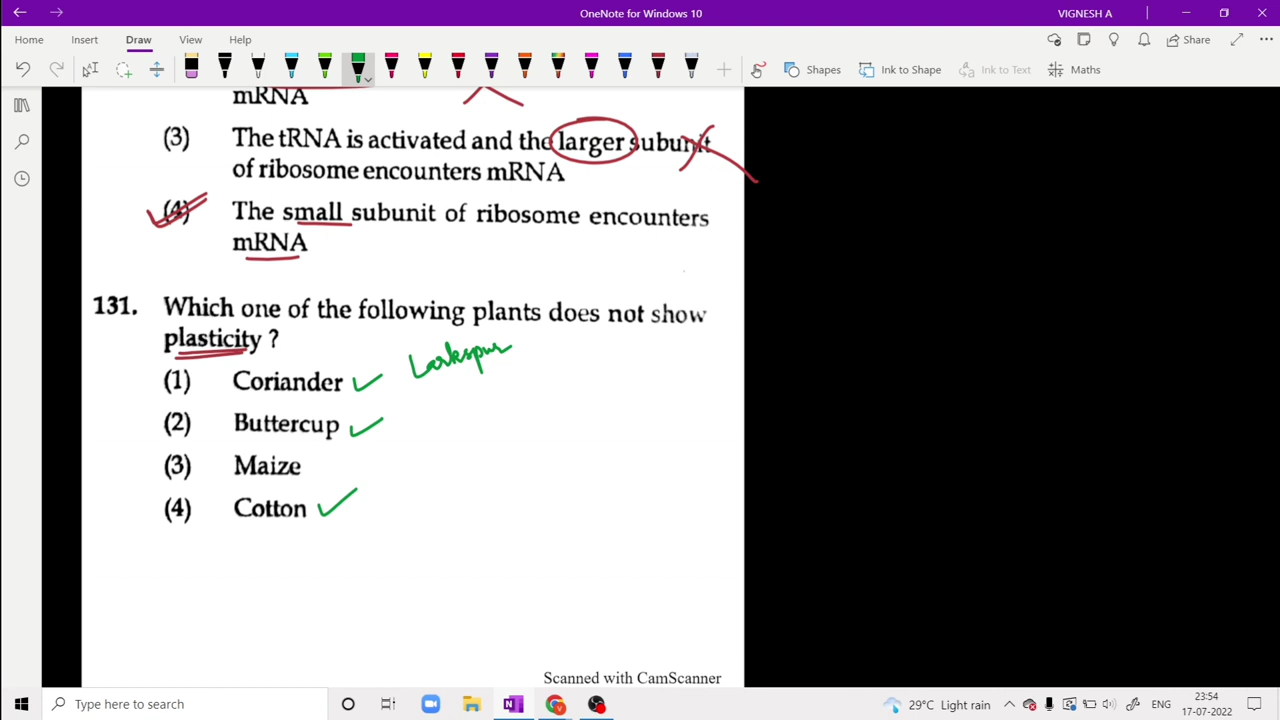 OneNote for Windows 10
VIGNESH A
Home Insert Draw View Help
Share
Shapes Ink to Shape Ink to Text Maths
mRNA
(3) The tRNA is activated and the larger subunit
of ribosome encounters mRNA
(4) The small subunit of ribosome encounters
mRNA
131. Which one of the following plants does not show
plasticity ?
Larkspur
(1) Coriander
(2) Buttercup
(3) Maize
(4) Cotton
Scanned with CamScanner
Type here to search
29°C Light rain
ENG
23:54
17-07-2022